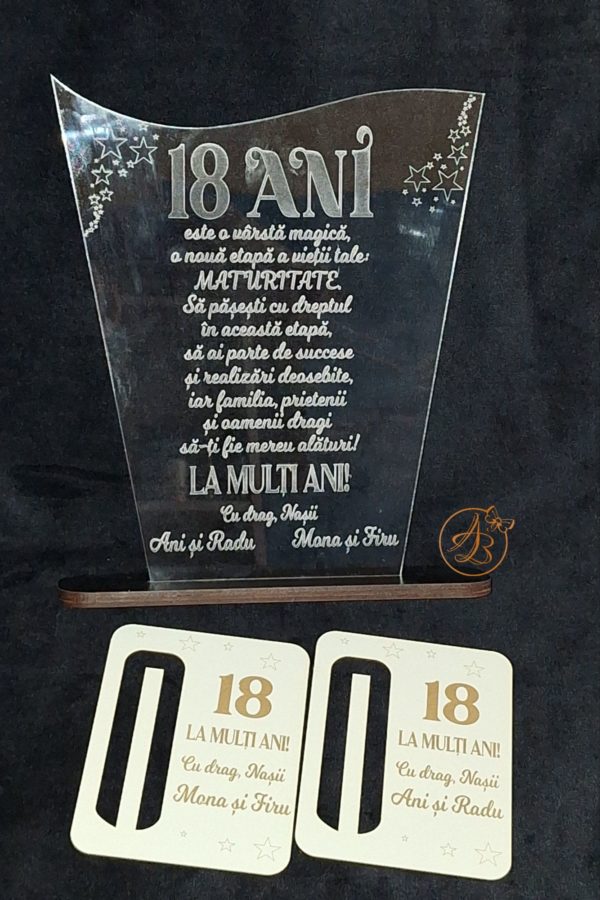 18 ANI
este o vârstă magică,
o nouă etapă a vieții tale:
MATURITATE.
Să pășești cu dreptul
în această etapă,
să ai parte de succese
și realizări deosebite,
iar familia, prietenii
și oamenii dragi
să-ți fie mereu alături!
LA MULȚI ANI!
Cu drag, Nașii
Ani și Radu Mona și Firu
AB
18
LA MULȚI ANI!
Cu drag, Nașii
Mona și Firu
18
LA MULȚI ANI!
Cu drag, Nașii
Ani și Radu